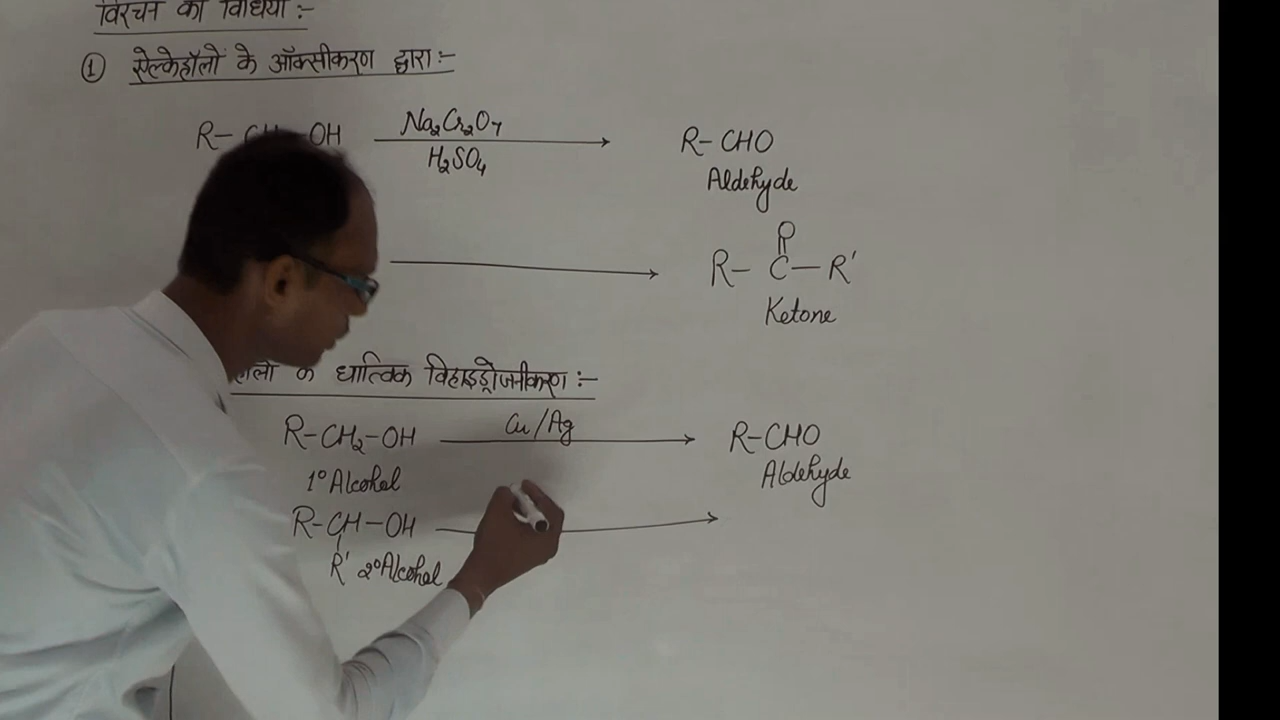 विरचन की विधियाँ :-
① ऐल्केहॉलों के ऑक्सीकरण द्वारा :-
R- OH Na₂Cr₂O₇ R-CHO
H₂SO₄ Aldehyde
O
R- C - R'
Ketone
के धात्विक विहाइड्रोजनीकरण :-
R-CH₂-OH Cu/Ag R-CHO
1° Alcohol Aldehyde
R-CH-OH
R' 2° Alcohol